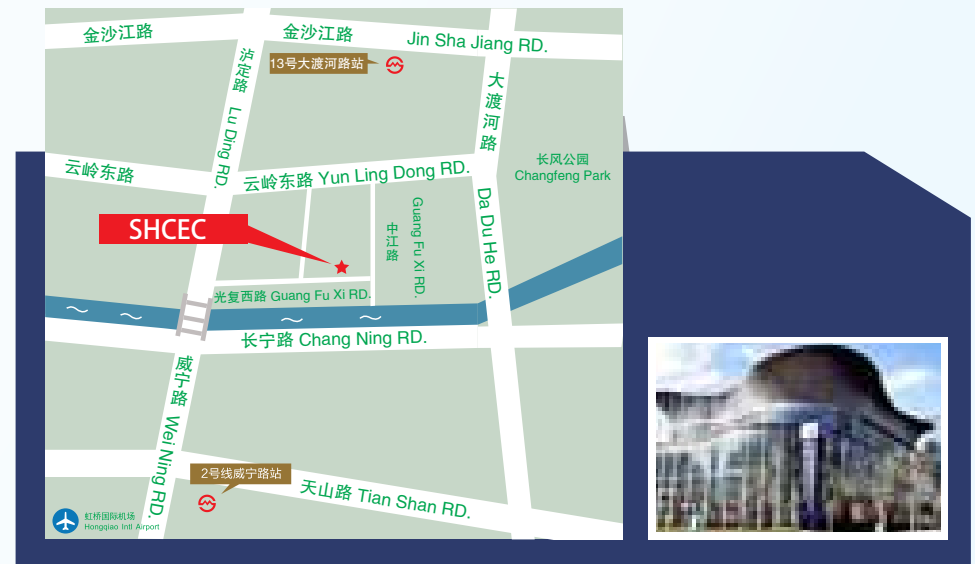 金沙江路
金沙江路
Jin Sha Jiang RD.
13号大渡河路站
泸定路 Lu Ding RD.
大渡河路
Da Du He RD.
长风公园
Changfeng Park
云岭东路
云岭东路 Yun Ling Dong RD.
SHCEC
中江路
Guang Fu Xi RD.
光复西路 Guang Fu Xi RD.
长宁路 Chang Ning RD.
威宁路 Wei Ning RD.
2号线威宁路站
天山路 Tian Shan RD.
虹桥国际机场
Hongqiao Intl Airport